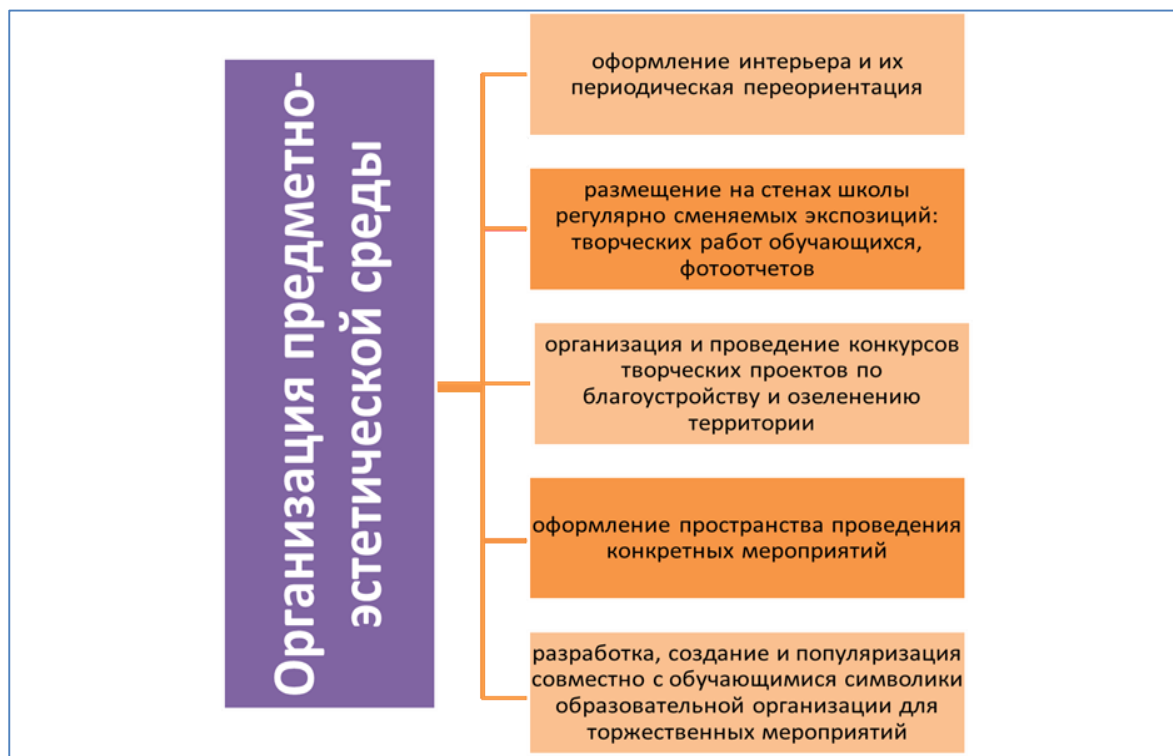 Организация предметно-
эстетической среды
оформление интерьера и их
периодическая переориентация
размещение на стенах школы
регулярно сменяемых экспозиций:
творческих работ обучающихся,
фотоотчетов
организация и проведение конкурсов
творческих проектов по
благоустройству и озеленению
территории
оформление пространства проведения
конкретных мероприятий
разработка, создание и популяризация
совместно с обучающимися символики
образовательной организации для
торжественных мероприятий